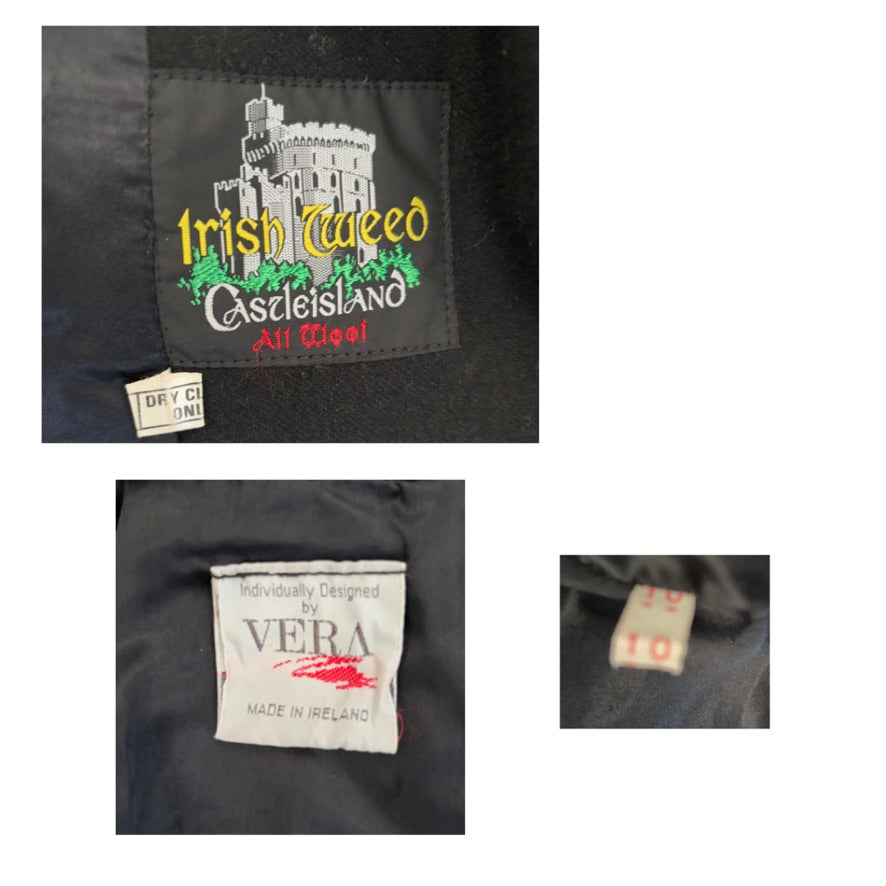 Irish Tweed
Castleisland
All Wool
DRY CL
ONL
Individually Designed
by
VERA
MADE IN IRELAND
10
10